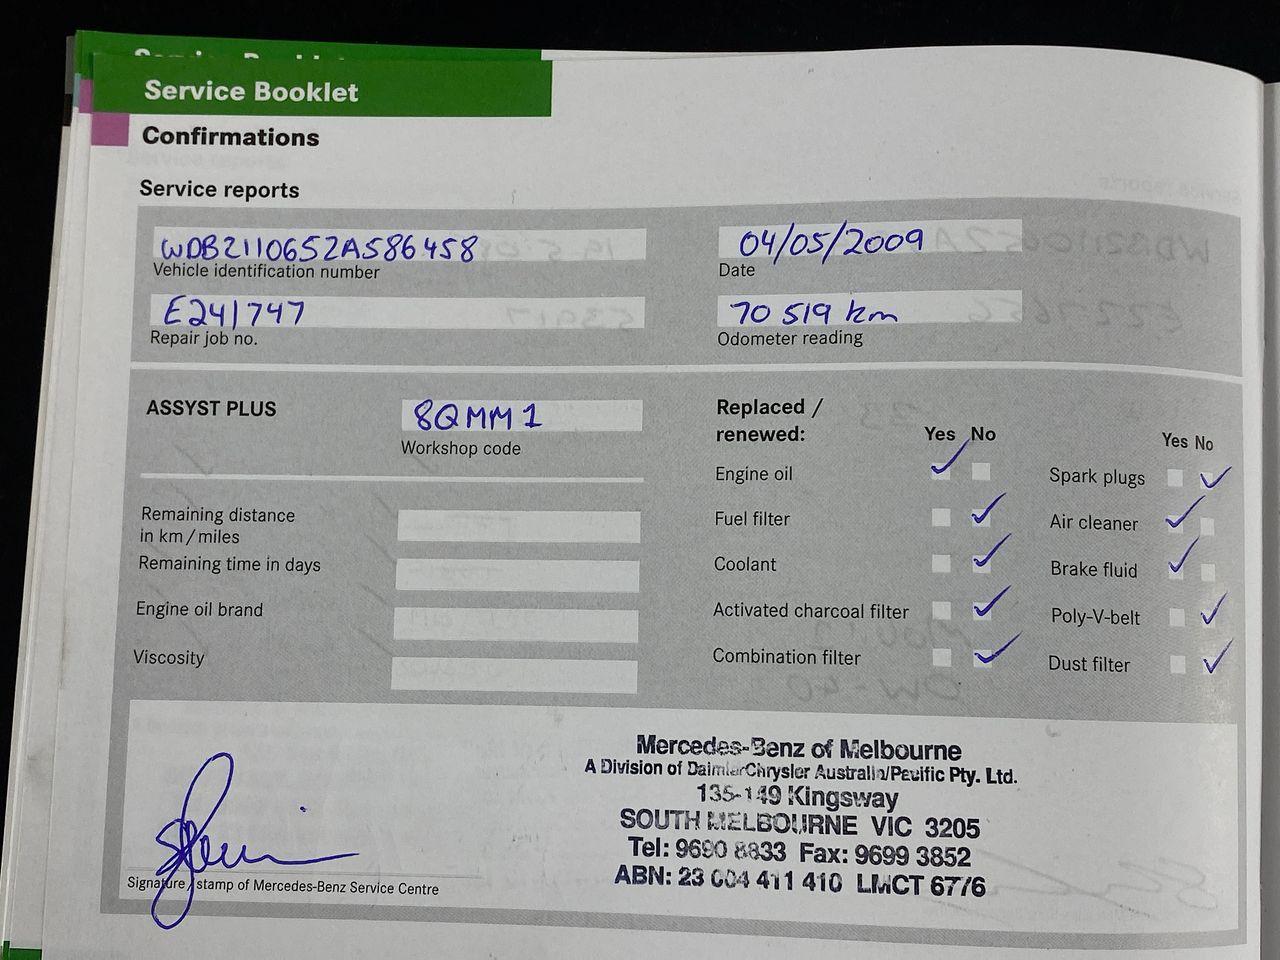 Service Booklet
Confirmations
Service reports
WDB2110652A586458
Vehicle identification number
04/05/2009
Date
E241747
Repair job no.
70 519 km
Odometer reading
ASSYST PLUS
8QMM1
Workshop code
Remaining distance
in km/miles
Remaining time in days
Engine oil brand
Viscosity
Replaced /
renewed:
Yes No
Engine oil
Fuel filter
Coolant
Activated charcoal filter
Combination filter
Yes No
Spark plugs
Air cleaner
Brake fluid
Poly-V-belt
Dust filter
Mercedes-Benz of Melbourne
A Division of DaimlerChrysler Australia/Pacific Pty. Ltd.
135-149 Kingsway
SOUTH MELBOURNE VIC 3205
Tel: 9690 8833 Fax: 9699 3852
ABN: 23 004 411 410 LMCT 6776
Signature / stamp of Mercedes-Benz Service Centre